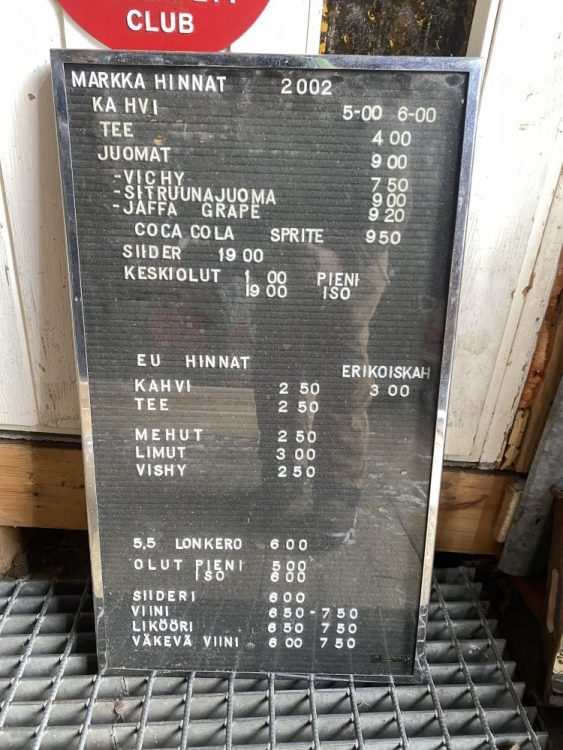 CLUB
MARKKA HINNAT 2002
KAHVI 5-00 6-00
TEE 4 00
JUOMAT 9 00
-VICHY 7 50
-SITRUUNAJUOMA 9 00
-JAFFA GRAPE 9 20
COCA COLA SPRITE 9 50
SIIDER 19 00
KESKIOLUT 1 00 PIENI
19 00 ISO
EU HINNAT ERIKOISKAH
KAHVI 2 50 3 00
TEE 2 50
MEHUT 2 50
LIMUT 3 00
VISHY 2 50
5,5 LONKERO 6 00
OLUT PIENI 5 00
ISO 6 00
SIIDERI 6 00
VIINI 6 50 - 7 50
LIKÖÖRI 6 50 7 50
VÄKEVÄ VIINI 6 00 7 50